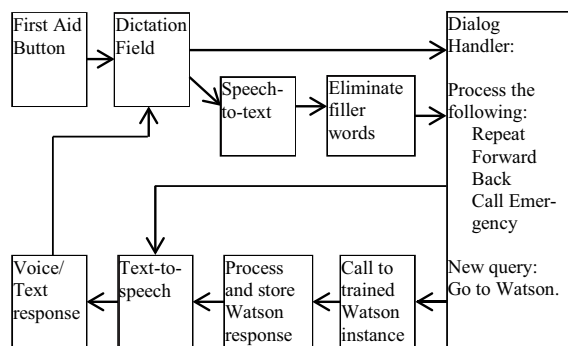 First Aid
Button
Dictation
Field
Speech-
to-text
Eliminate
filler
words
Dialog
Handler:
Process the
following:
Repeat
Forward
Back
Call Emer-
gency
New query:
Go to Watson.
Voice/
Text
response
Text-to-
speech
Process
and store
Watson
response
Call to
trained
Watson
instance